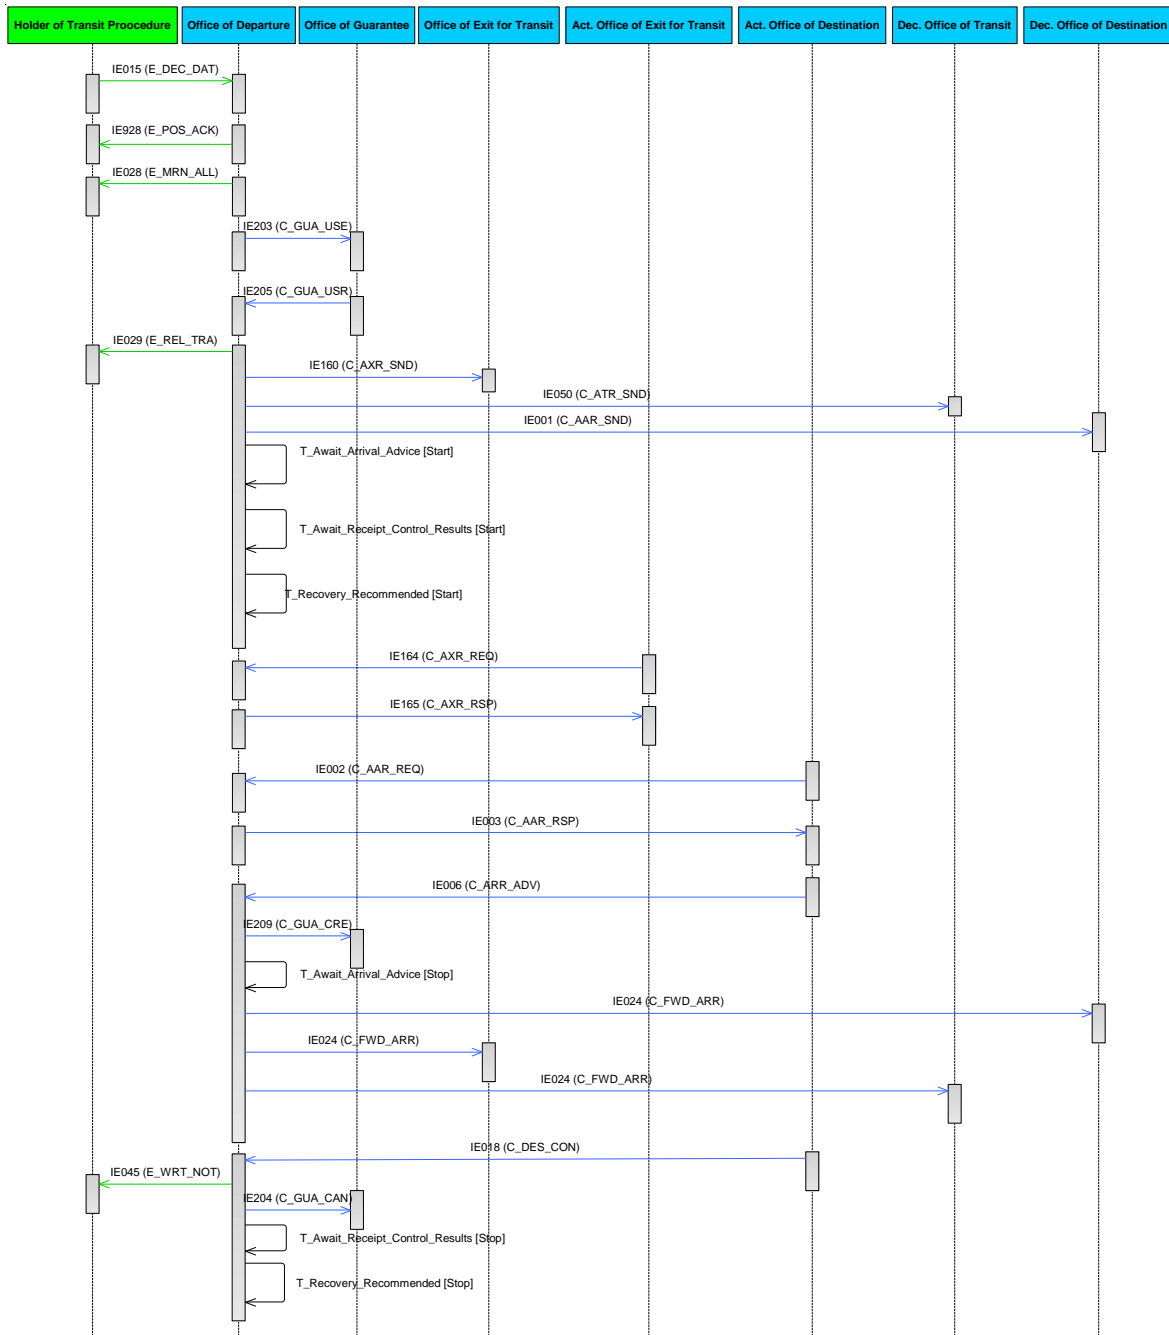 Holder of Transit Proocedure
Office of Departure
Office of Guarantee
Office of Exit for Transit
Act. Office of Exit for Transit
Act. Office of Destination
Dec. Office of Transit
Dec. Office of Destination
IE015 (E_DEC_DAT)
IE928 (E_POS_ACK)
IE028 (E_MRN_ALL)
IE203 (C_GUA_USE)
IE205 (C_GUA_USR)
IE029 (E_REL_TRA)
IE160 (C_AXR_SND)
IE050 (C_ATR_SND)
IE001 (C_AAR_SND)
T_Await_Arrival_Advice [Start]
T_Await_Receipt_Control_Results [Start]
T_Recovery_Recommended [Start]
IE164 (C_AXR_REQ)
IE165 (C_AXR_RSP)
IE002 (C_AAR_REQ)
IE003 (C_AAR_RSP)
IE006 (C_ARR_ADV)
IE209 (C_GUA_CRE)
T_Await_Arrival_Advice [Stop]
IE024 (C_FWD_ARR)
IE024 (C_FWD_ARR)
IE024 (C_FWD_ARR)
IE018 (C_DES_CON)
IE045 (E_WRT_NOT)
IE204 (C_GUA_CAN)
T_Await_Receipt_Control_Results [Stop]
T_Recovery_Recommended [Stop]